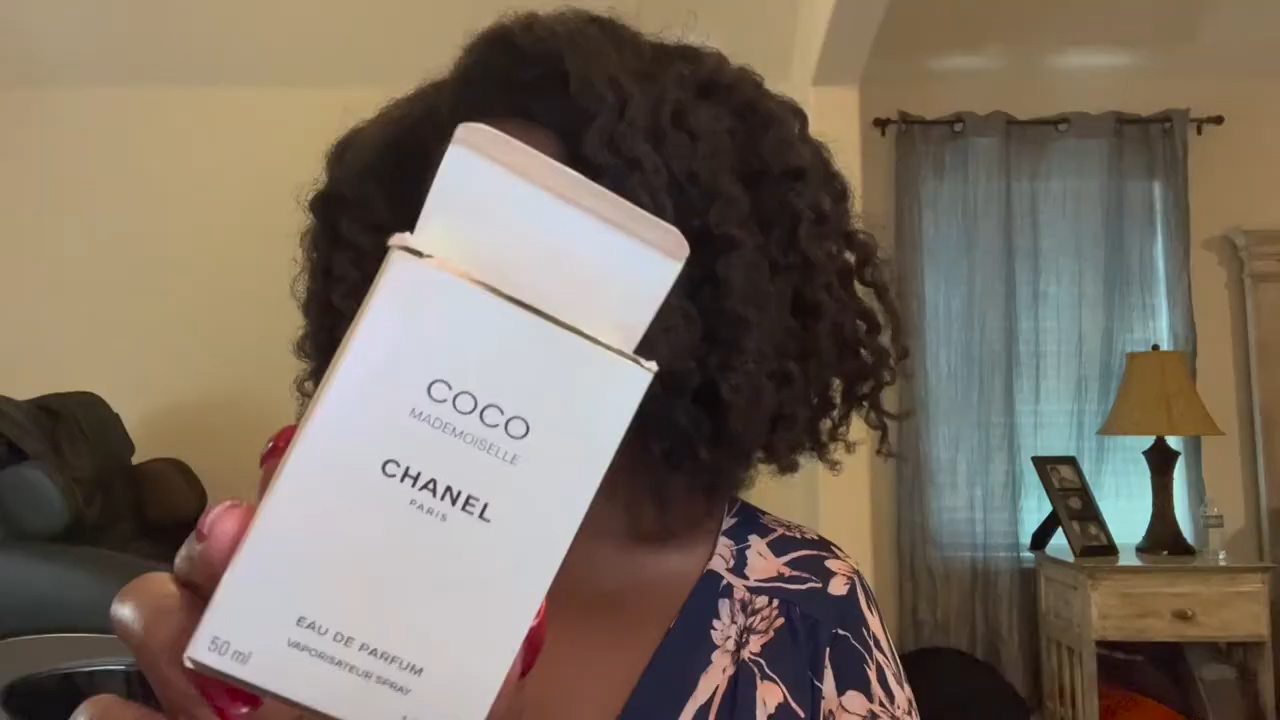 COCO
MADEMOISELLE
CHANEL
PARIS
EAU DE PARFUM
VAPORISATEUR SPRAY
50 ml